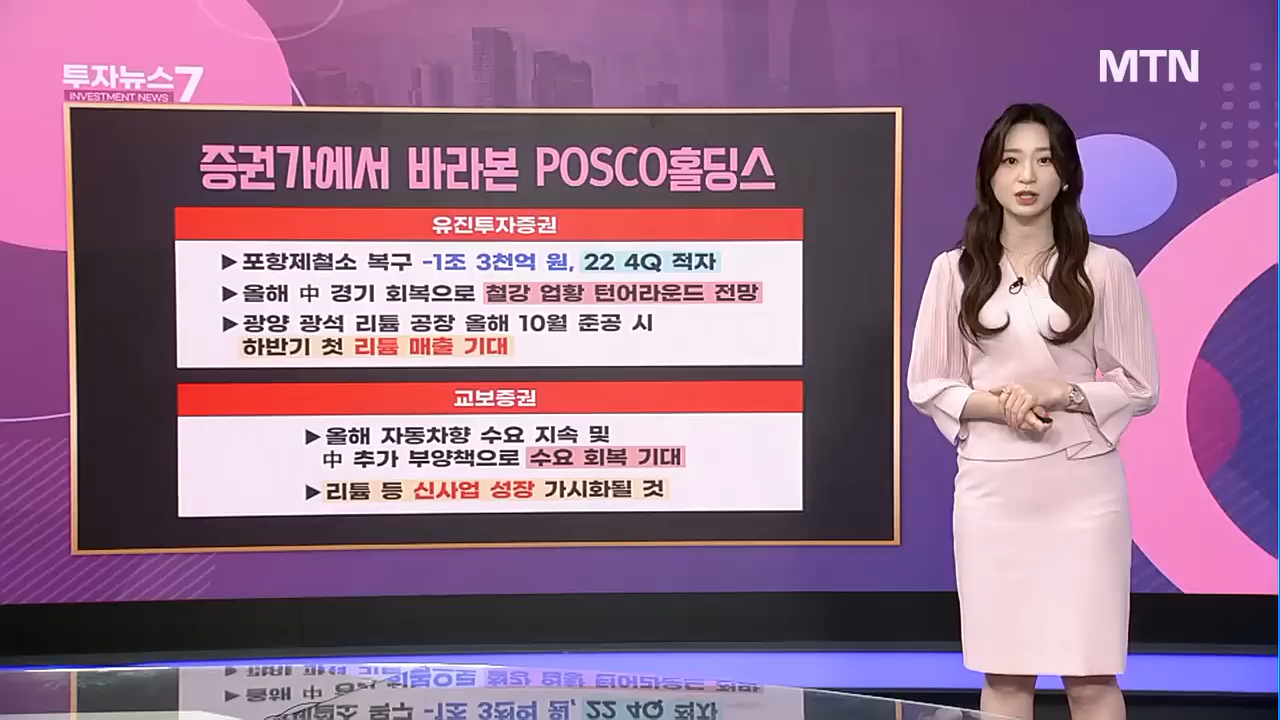 투자뉴스7
INVESTMENT NEWS
MTN
증권가에서 바라본 POSCO홀딩스
유진투자증권
▶포항제철소 복구 -1조 3천억 원, 22 4Q 적자
▶올해 中 경기 회복으로 철강 업황 턴어라운드 전망
▶광양 광석 리튬 공장 올해 10월 준공 시
하반기 첫 리튬 매출 기대
교보증권
▶올해 자동차향 수요 지속 및
中 추가 부양책으로 수요 회복 기대
▶리튬 등 신사업 성장 가시화될 것